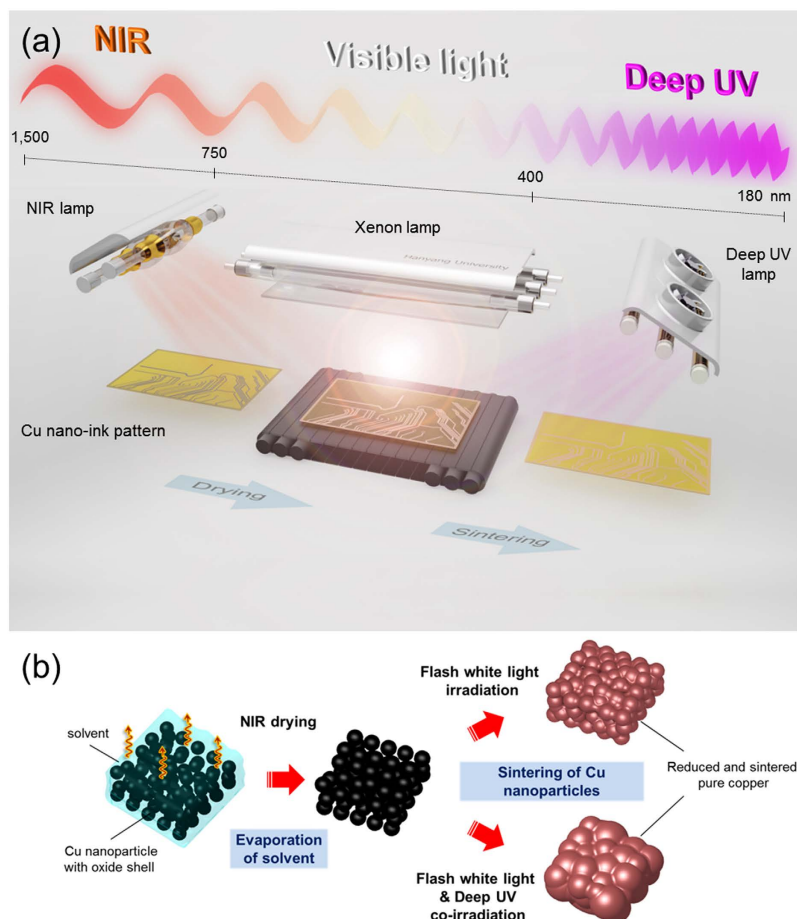 (a)
NIR
Visible light
Deep UV
1,500
750
400
180 nm
NIR lamp
Xenon lamp
Deep UV
lamp
Hanyang University
Cu nano-ink pattern
Drying
Sintering
(b)
solvent
Cu nanoparticle
with oxide shell
NIR drying
Evaporation
of solvent
Flash white light
irradiation
Sintering of Cu
nanoparticles
Flash white light
& Deep UV
co-irradiation
Reduced and sintered
pure copper